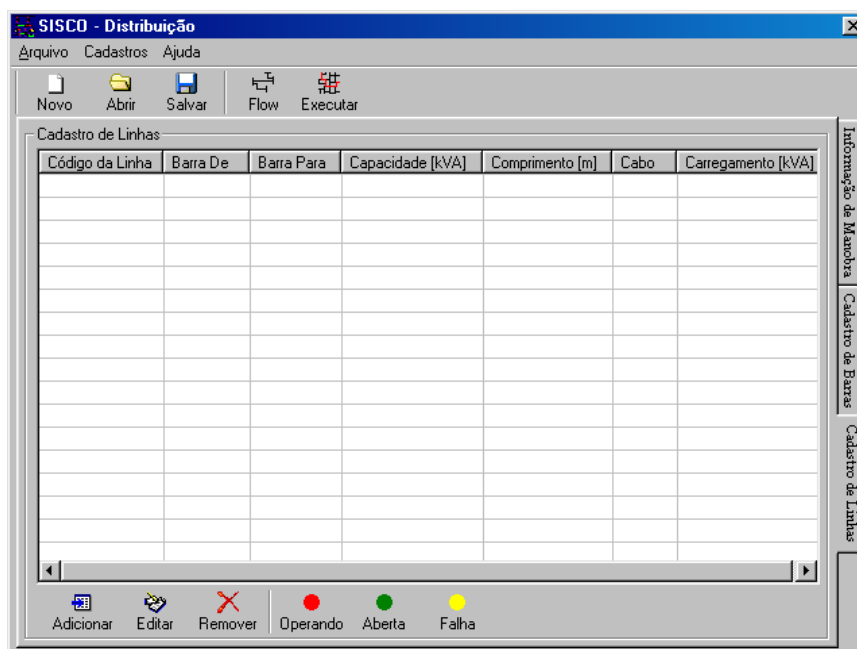 SISCO - Distribuição
Arquivo Cadastros Ajuda
Novo Abrir Salvar Flow Executar
Cadastro de Linhas
Código da Linha Barra De Barra Para Capacidade [kVA] Comprimento [m] Cabo Carregamento [kVA]
Informação de Manobra
Cadastro de Barras
Cadastro de Linhas
Adicionar Editar Remover Operando Aberta Falha